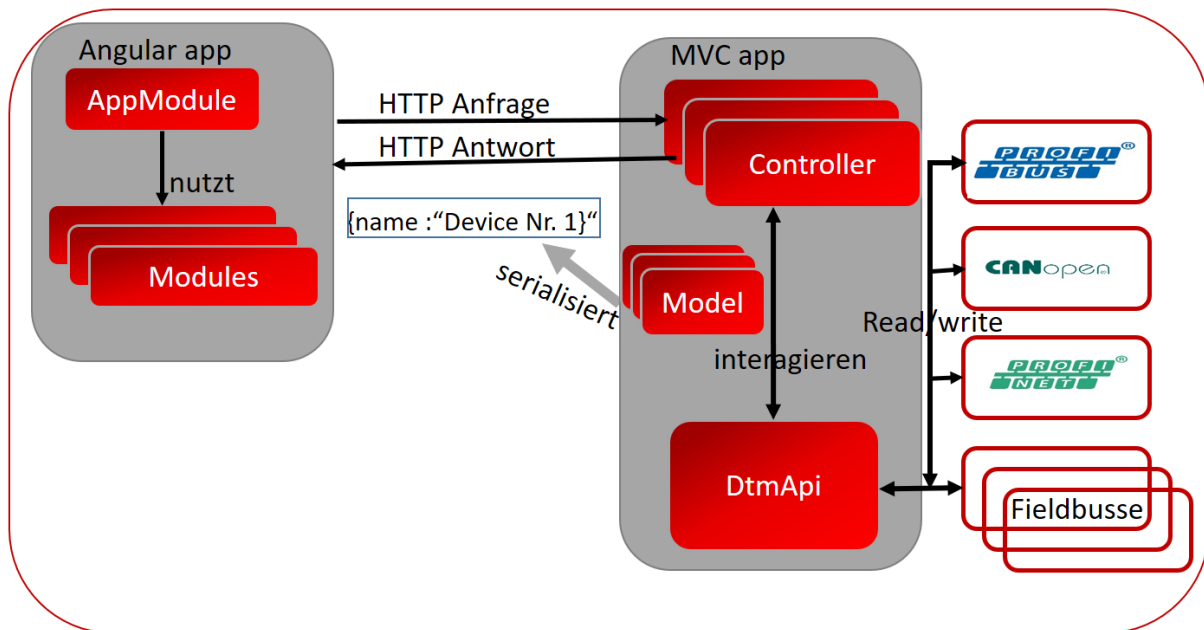 Angular app
AppModule
nutzt
Modules
HTTP Anfrage
HTTP Antwort
{name :“Device Nr. 1}“
serialisiert
MVC app
Controller
Model
interagieren
DtmApi
Read/write
PROFI®
BUS
CANopen
PROFI®
NET
Fieldbusse